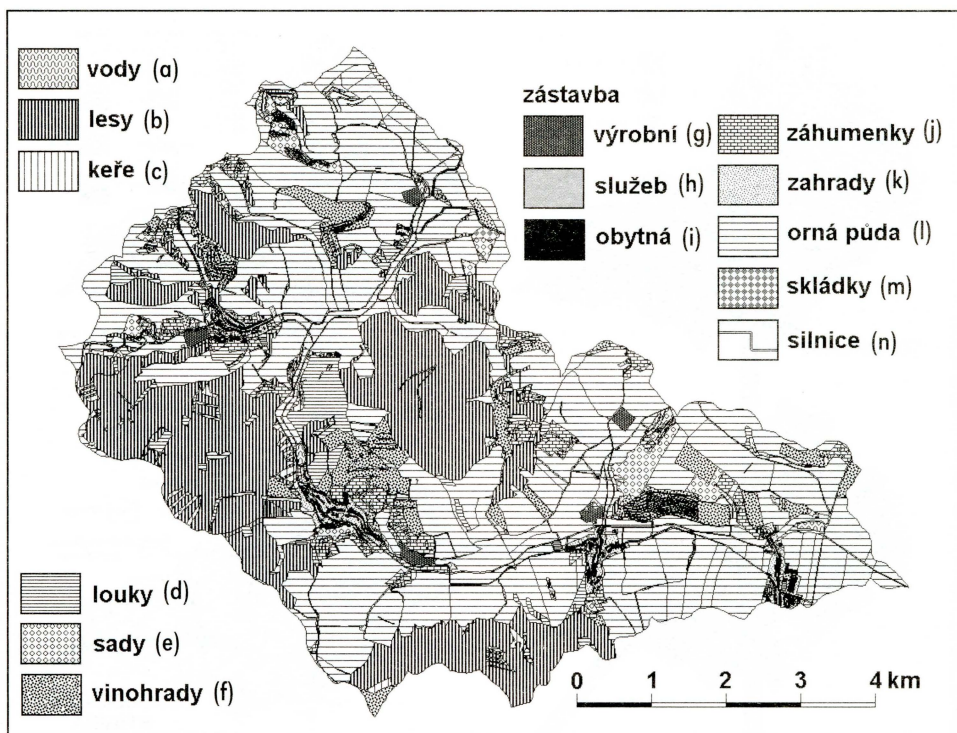 vody (a)
lesy (b)
keře (c)
zástavba
výrobní (g)
služeb (h)
obytná (i)
záhumenky (j)
zahrady (k)
orná půda (l)
skládky (m)
silnice (n)
louky (d)
sady (e)
vinohrady (f)
0 1 2 3 4 km